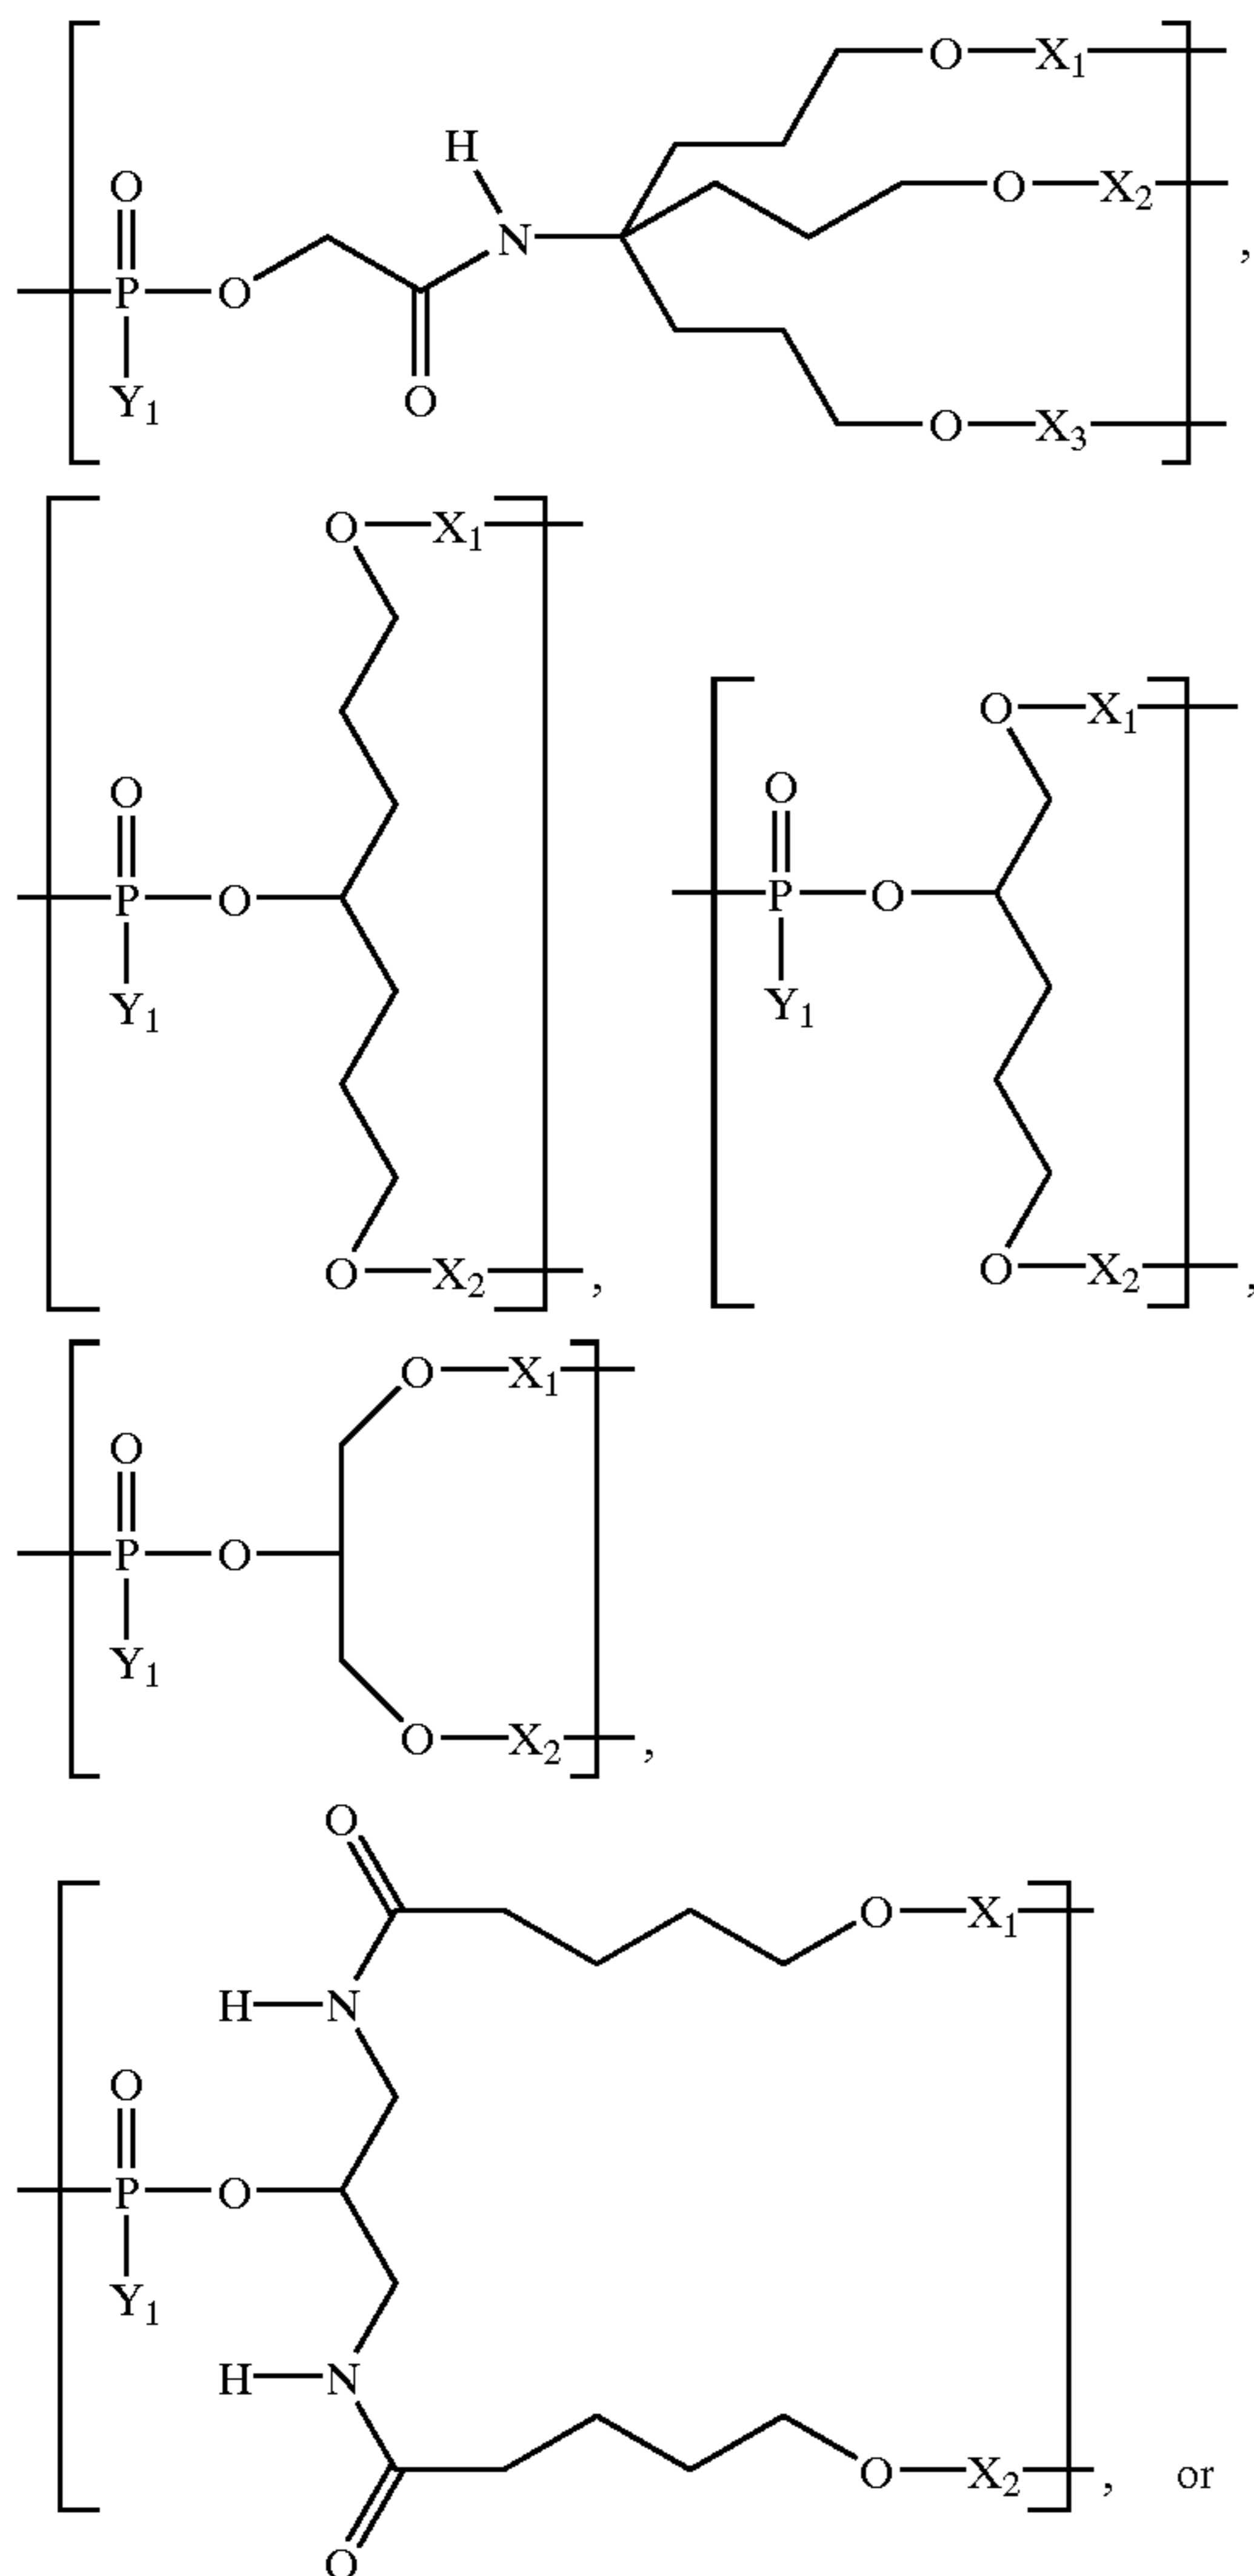 O X₁
H
O O X₂
N ,
P O
Y₁ O
O X₃
O X₁
O X₁
O O
P O P O
Y₁ Y₁
O X₂ , O X₂ ,
O X₁
O
P O
Y₁
O X₂ ,
O
O X₁
H N
O
P O
Y₁
H N
O X₂ , or
O